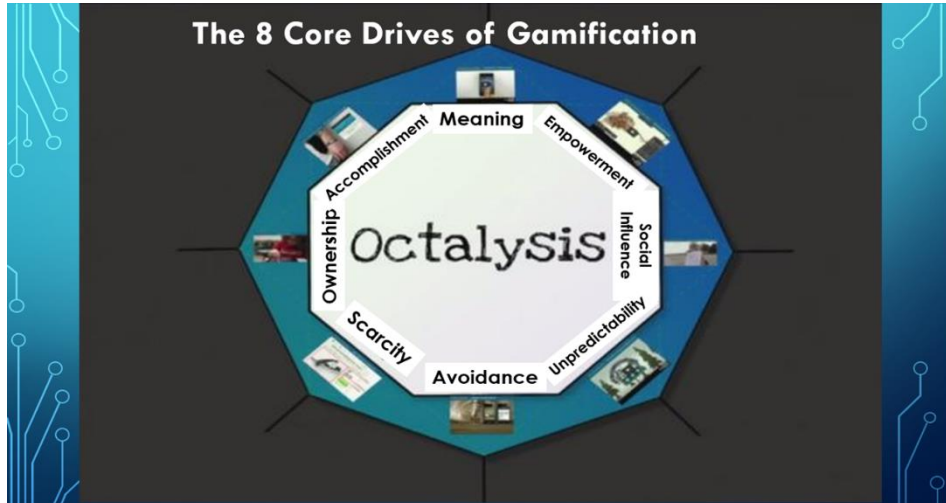 The 8 Core Drives of Gamification
Meaning
Accomplishment
Empowerment
Ownership
Octalysis
Social
Influence
Scarcity
Unpredictability
Avoidance